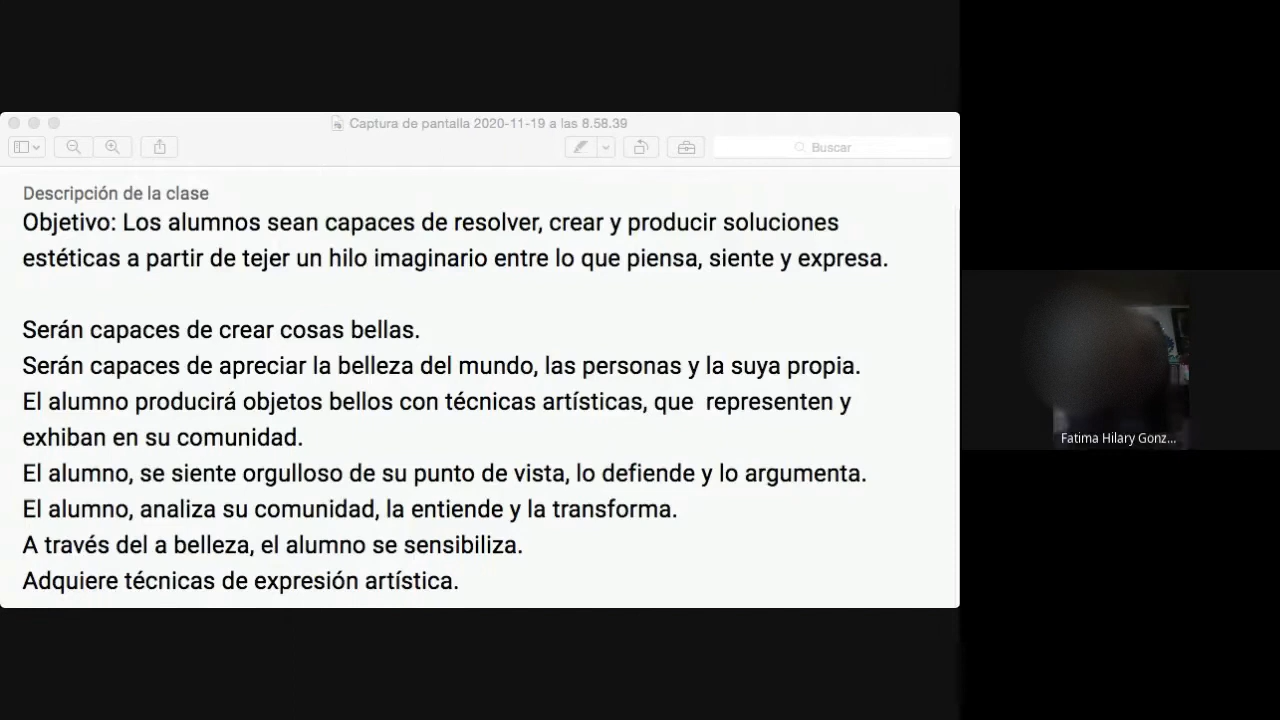 Captura de pantalla 2020-11-19 a las 8.58.39
Buscar
Descripción de la clase
Objetivo: Los alumnos sean capaces de resolver, crear y producir soluciones
estéticas a partir de tejer un hilo imaginario entre lo que piensa, siente y expresa.
Serán capaces de crear cosas bellas.
Serán capaces de apreciar la belleza del mundo, las personas y la suya propia.
El alumno producirá objetos bellos con técnicas artísticas, que  representen y
exhiban en su comunidad.
El alumno, se siente orgulloso de su punto de vista, lo defiende y lo argumenta.
El alumno, analiza su comunidad, la entiende y la transforma.
A través del a belleza, el alumno se sensibiliza.
Adquiere técnicas de expresión artística.
Fatima Hilary Gonz...